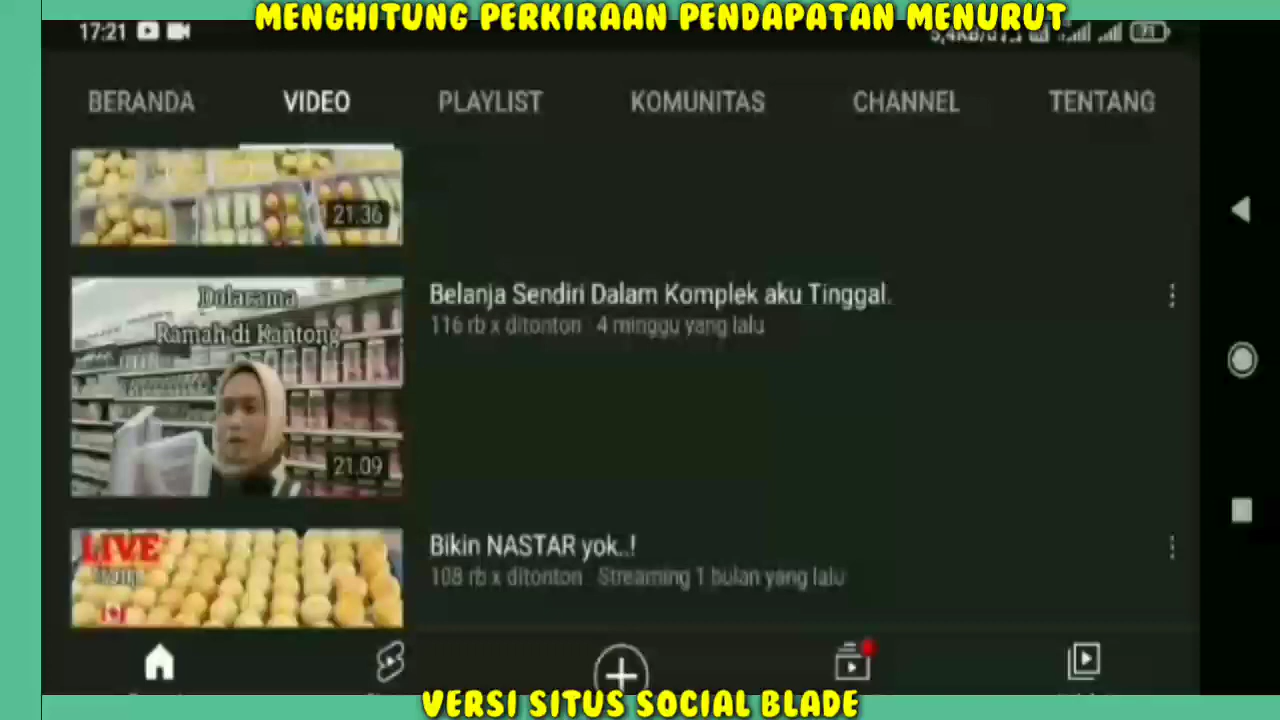 MENGHITUNG PERKIRAAN PENDAPATAN MENURUT
17:21
71
BERANDA VIDEO PLAYLIST KOMUNITAS CHANNEL TENTANG
21.36
Dolarama
Ramah di Kantong
21.09
Belanja Sendiri Dalam Komplek aku Tinggal.
116 rb x ditonton 4 minggu yang lalu
LIVE
Bikin NASTAR yok..!
108 rb x ditonton Streaming 1 bulan yang lalu
VERSI SITUS SOCIAL BLADE